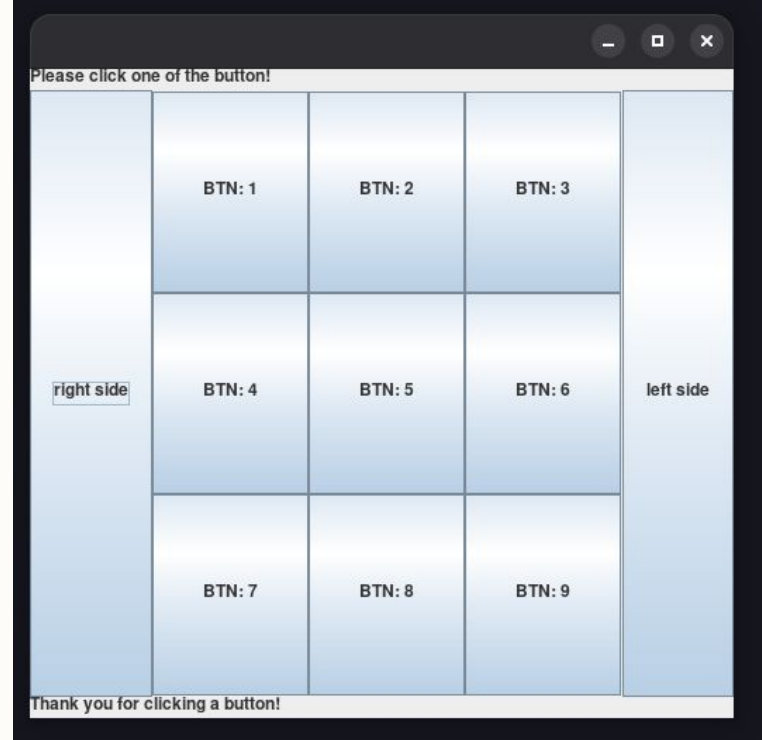 Please click one of the button!
BTN: 1 BTN: 2 BTN: 3
right side BTN: 4 BTN: 5 BTN: 6 left side
BTN: 7 BTN: 8 BTN: 9
Thank you for clicking a button!